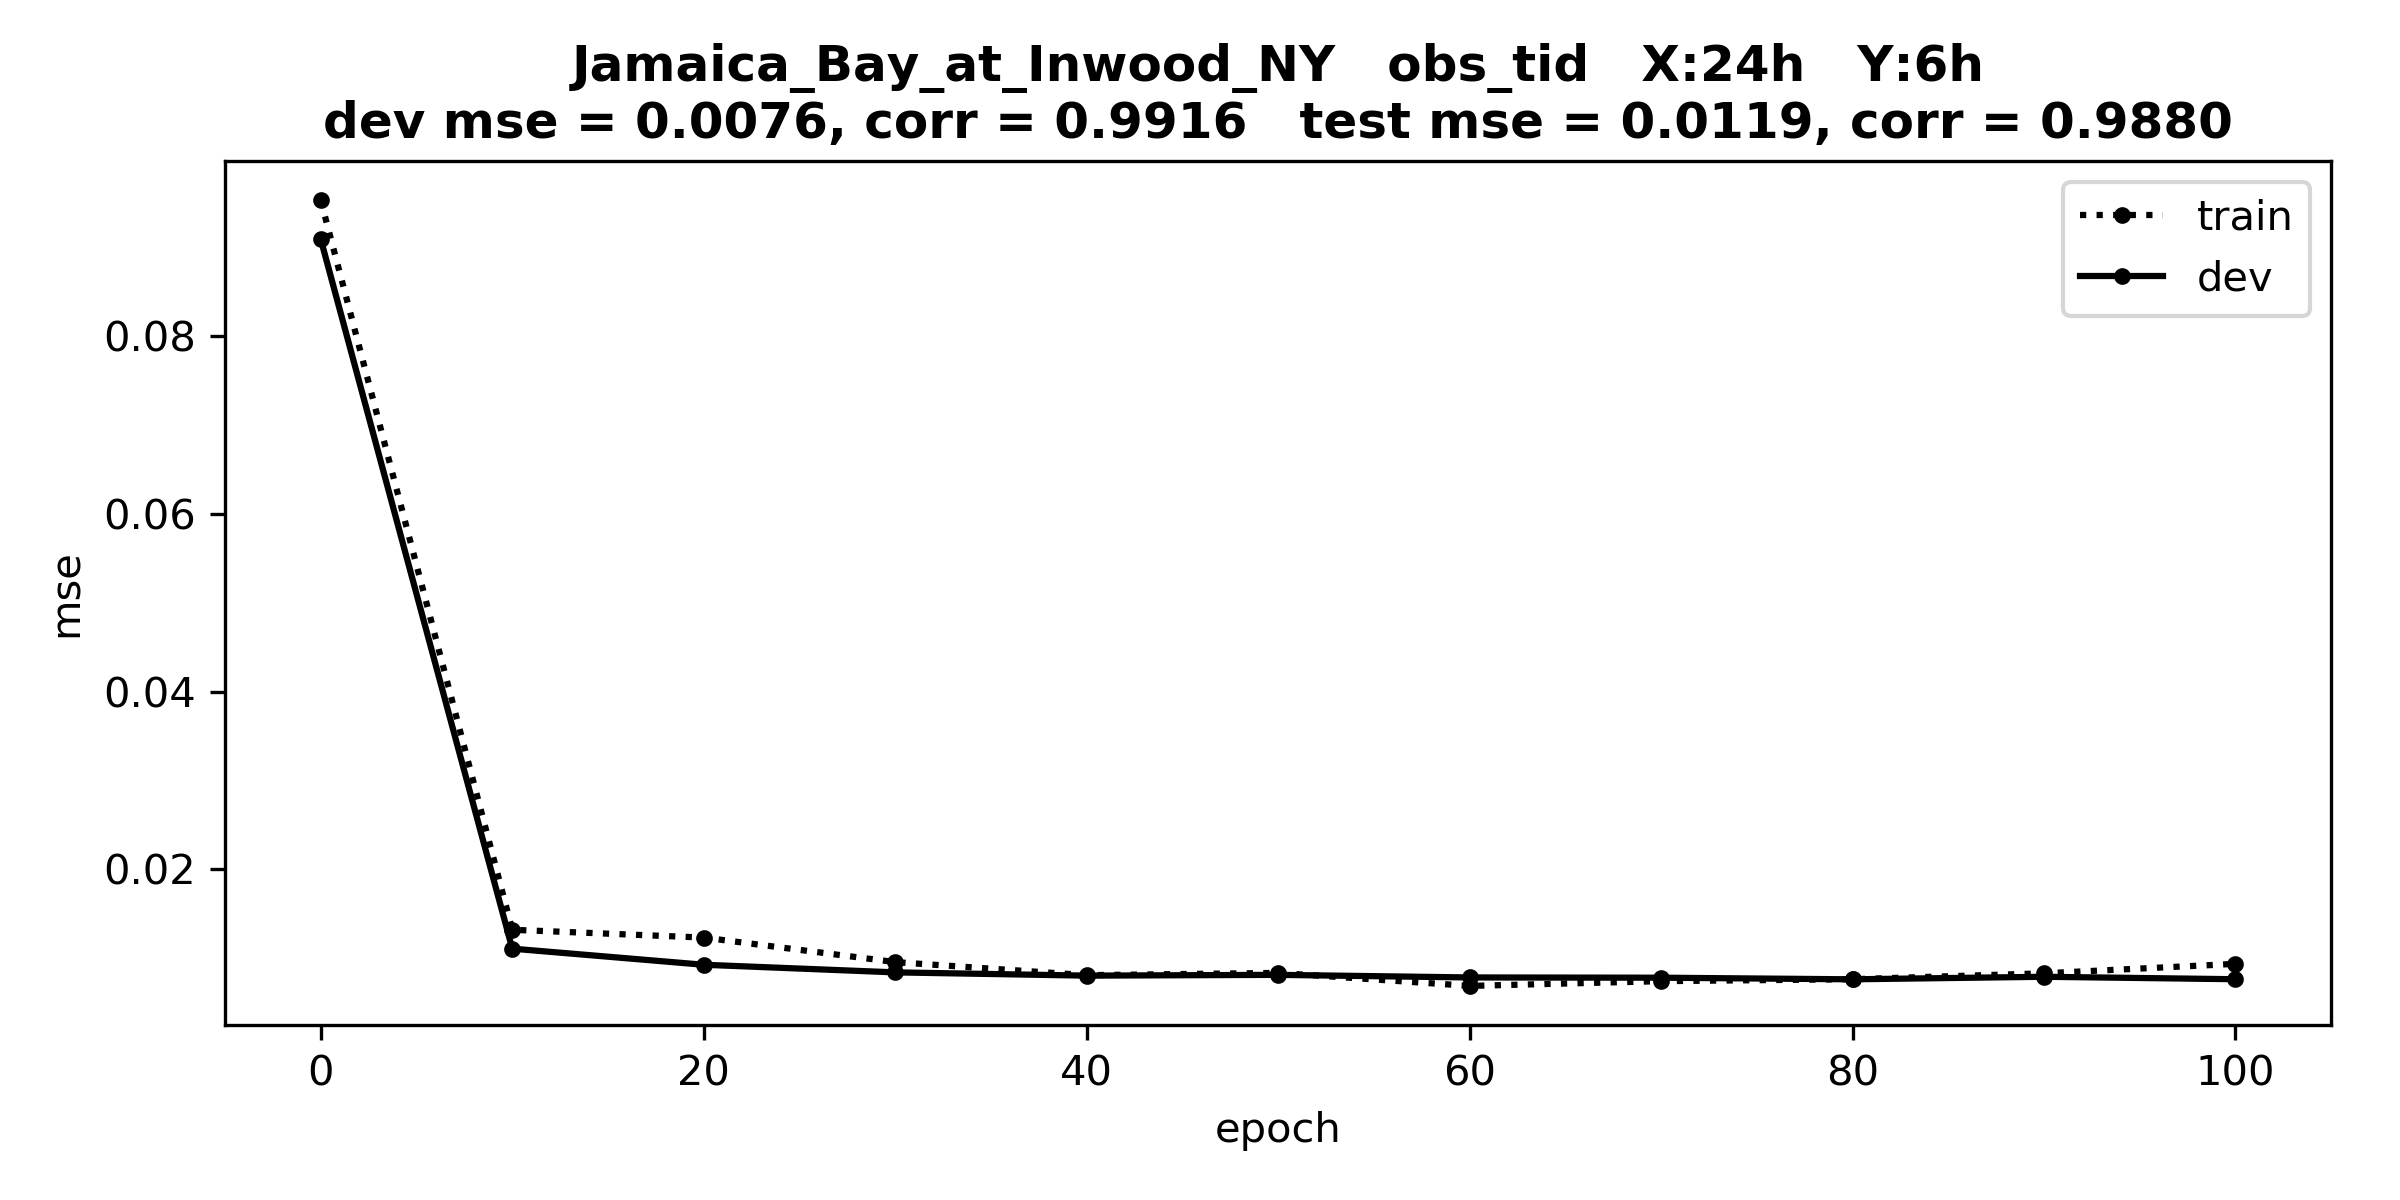 Jamaica_Bay_at_Inwood_NY obs_tid X:24h Y:6h
dev mse = 0.0076, corr = 0.9916 test mse = 0.0119, corr = 0.9880
train
dev
0.08
0.06
0.04
0.02
mse
0 20 40 60 80 100
epoch